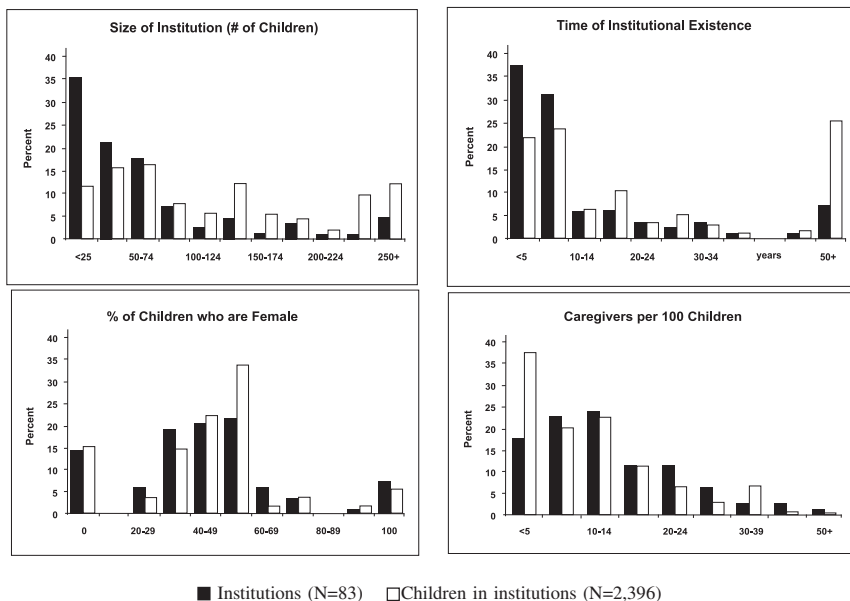 Size of Institution (# of Children)
40
35
30
25
20
15
10
5
0
Percent
<25 50-74 100-124 150-174 200-224 250+
Time of Institutional Existence
40
35
30
25
20
15
10
5
0
Percent
<5 10-14 20-24 30-34 years 50+
% of Children who are Female
40
35
30
25
20
15
10
5
0
Percent
0 20-29 40-49 60-69 80-89 100
Caregivers per 100 Children
40
35
30
25
20
15
10
5
0
Percent
<5 10-14 20-24 30-39 50+
Institutions (N=83) Children in institutions (N=2,396)